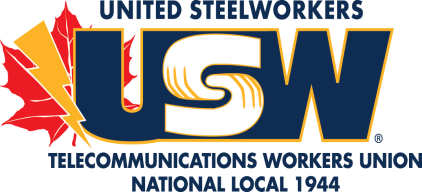 UNITED STEELWORKERS
USW®
TELECOMMUNICATIONS WORKERS UNION
NATIONAL LOCAL 1944